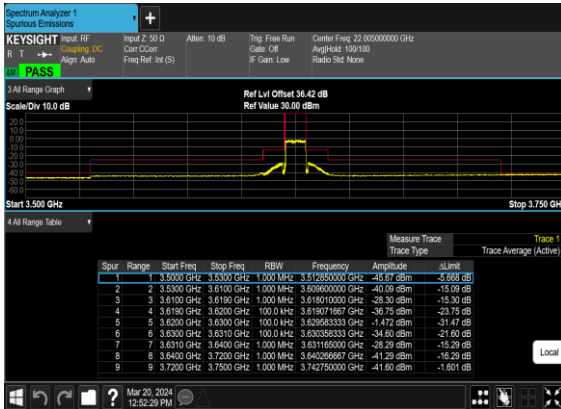 Spectrum Analyzer 1
Spurious Emissions
+
KEYSIGHT Input: RF Input Z: 50 Ω Atten: 10 dB Trig: Free Run Center Freq: 22.005000000 GHz
R T Coupling: DC Corr CCorr Gate: Off Avg|Hold: 100/100
Align: Auto Freq Ref: Int (S) IF Gain: Low Radio Std: None
LW PASS
3 All Range Graph
Ref Lvl Offset 36.42 dB
Scale/Div 10.0 dB Ref Value 30.00 dBm
20.0
10.0
0.00
-10.0
-20.0
-30.0
-40.0
-50.0
-60.0
Start 3.500 GHz Stop 3.750 GH
4 All Range Table
Measure Trace Trace 1
Trace Type Trace Average (Active)
Spur Range Start Freq Stop Freq RBW Frequency Amplitude ΔLimit
1 1 3.5000 GHz 3.5300 GHz 1.000 MHz 3.512850000 GHz -45.67 dBm -5.668 dB
2 2 3.5300 GHz 3.6100 GHz 1.000 MHz 3.609600000 GHz -40.09 dBm -15.09 dB
3 3 3.6100 GHz 3.6190 GHz 1.000 MHz 3.618010000 GHz -28.30 dBm -15.30 dB
4 4 3.6190 GHz 3.6200 GHz 100.0 kHz 3.619071667 GHz -36.75 dBm -23.75 dB
5 5 3.6200 GHz 3.6300 GHz 100.0 kHz 3.629583333 GHz -1.472 dBm -31.47 dB
6 6 3.6300 GHz 3.6310 GHz 100.0 kHz 3.630358333 GHz -34.60 dBm -21.60 dB
7 7 3.6310 GHz 3.6400 GHz 1.000 MHz 3.631165000 GHz -28.29 dBm -15.29 dB
8 8 3.6400 GHz 3.7200 GHz 1.000 MHz 3.640266667 GHz -41.29 dBm -16.29 dB
9 9 3.7200 GHz 3.7500 GHz 1.000 MHz 3.742750000 GHz -41.60 dBm -1.601 dB
Local
? Mar 20, 2024
12:52:29 PM